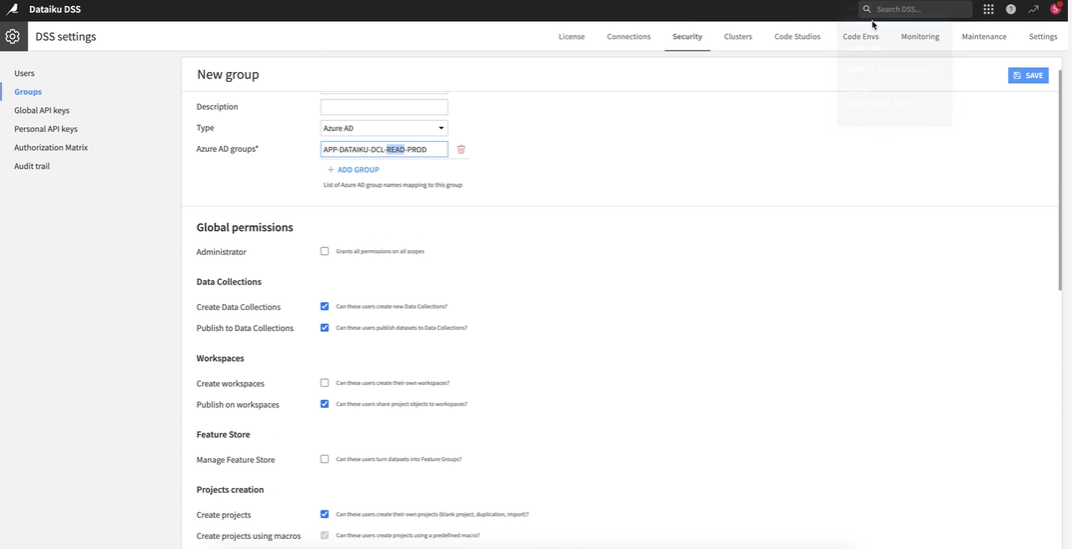 Dataiku DSS
Search DSS...
DSS settings
License
Connections
Security
Clusters
Code Studios
Code Envs
Monitoring
Maintenance
Settings
Users
Groups
Global API keys
Personal API keys
Authorization Matrix
Audit trail
New group
SAVE
Description
Type
Azure AD
Azure AD groups*
APP-DATAIKU-DCL-READ-PROD
+ ADD GROUP
List of Azure AD group names mapping to this group
Global permissions
Administrator
Grants all permissions on all scopes
Data Collections
Create Data Collections
Can these users create new Data Collections?
Publish to Data Collections
Can these users publish datasets to Data Collections?
Workspaces
Create workspaces
Can these users create their own workspaces?
Publish on workspaces
Can these users share project objects to workspaces?
Feature Store
Manage Feature Store
Can these users turn datasets into Feature Groups?
Projects creation
Create projects
Can these users create their own projects (blank project, duplication, import)?
Create projects using macros
Can these users create projects using a predefined macro?